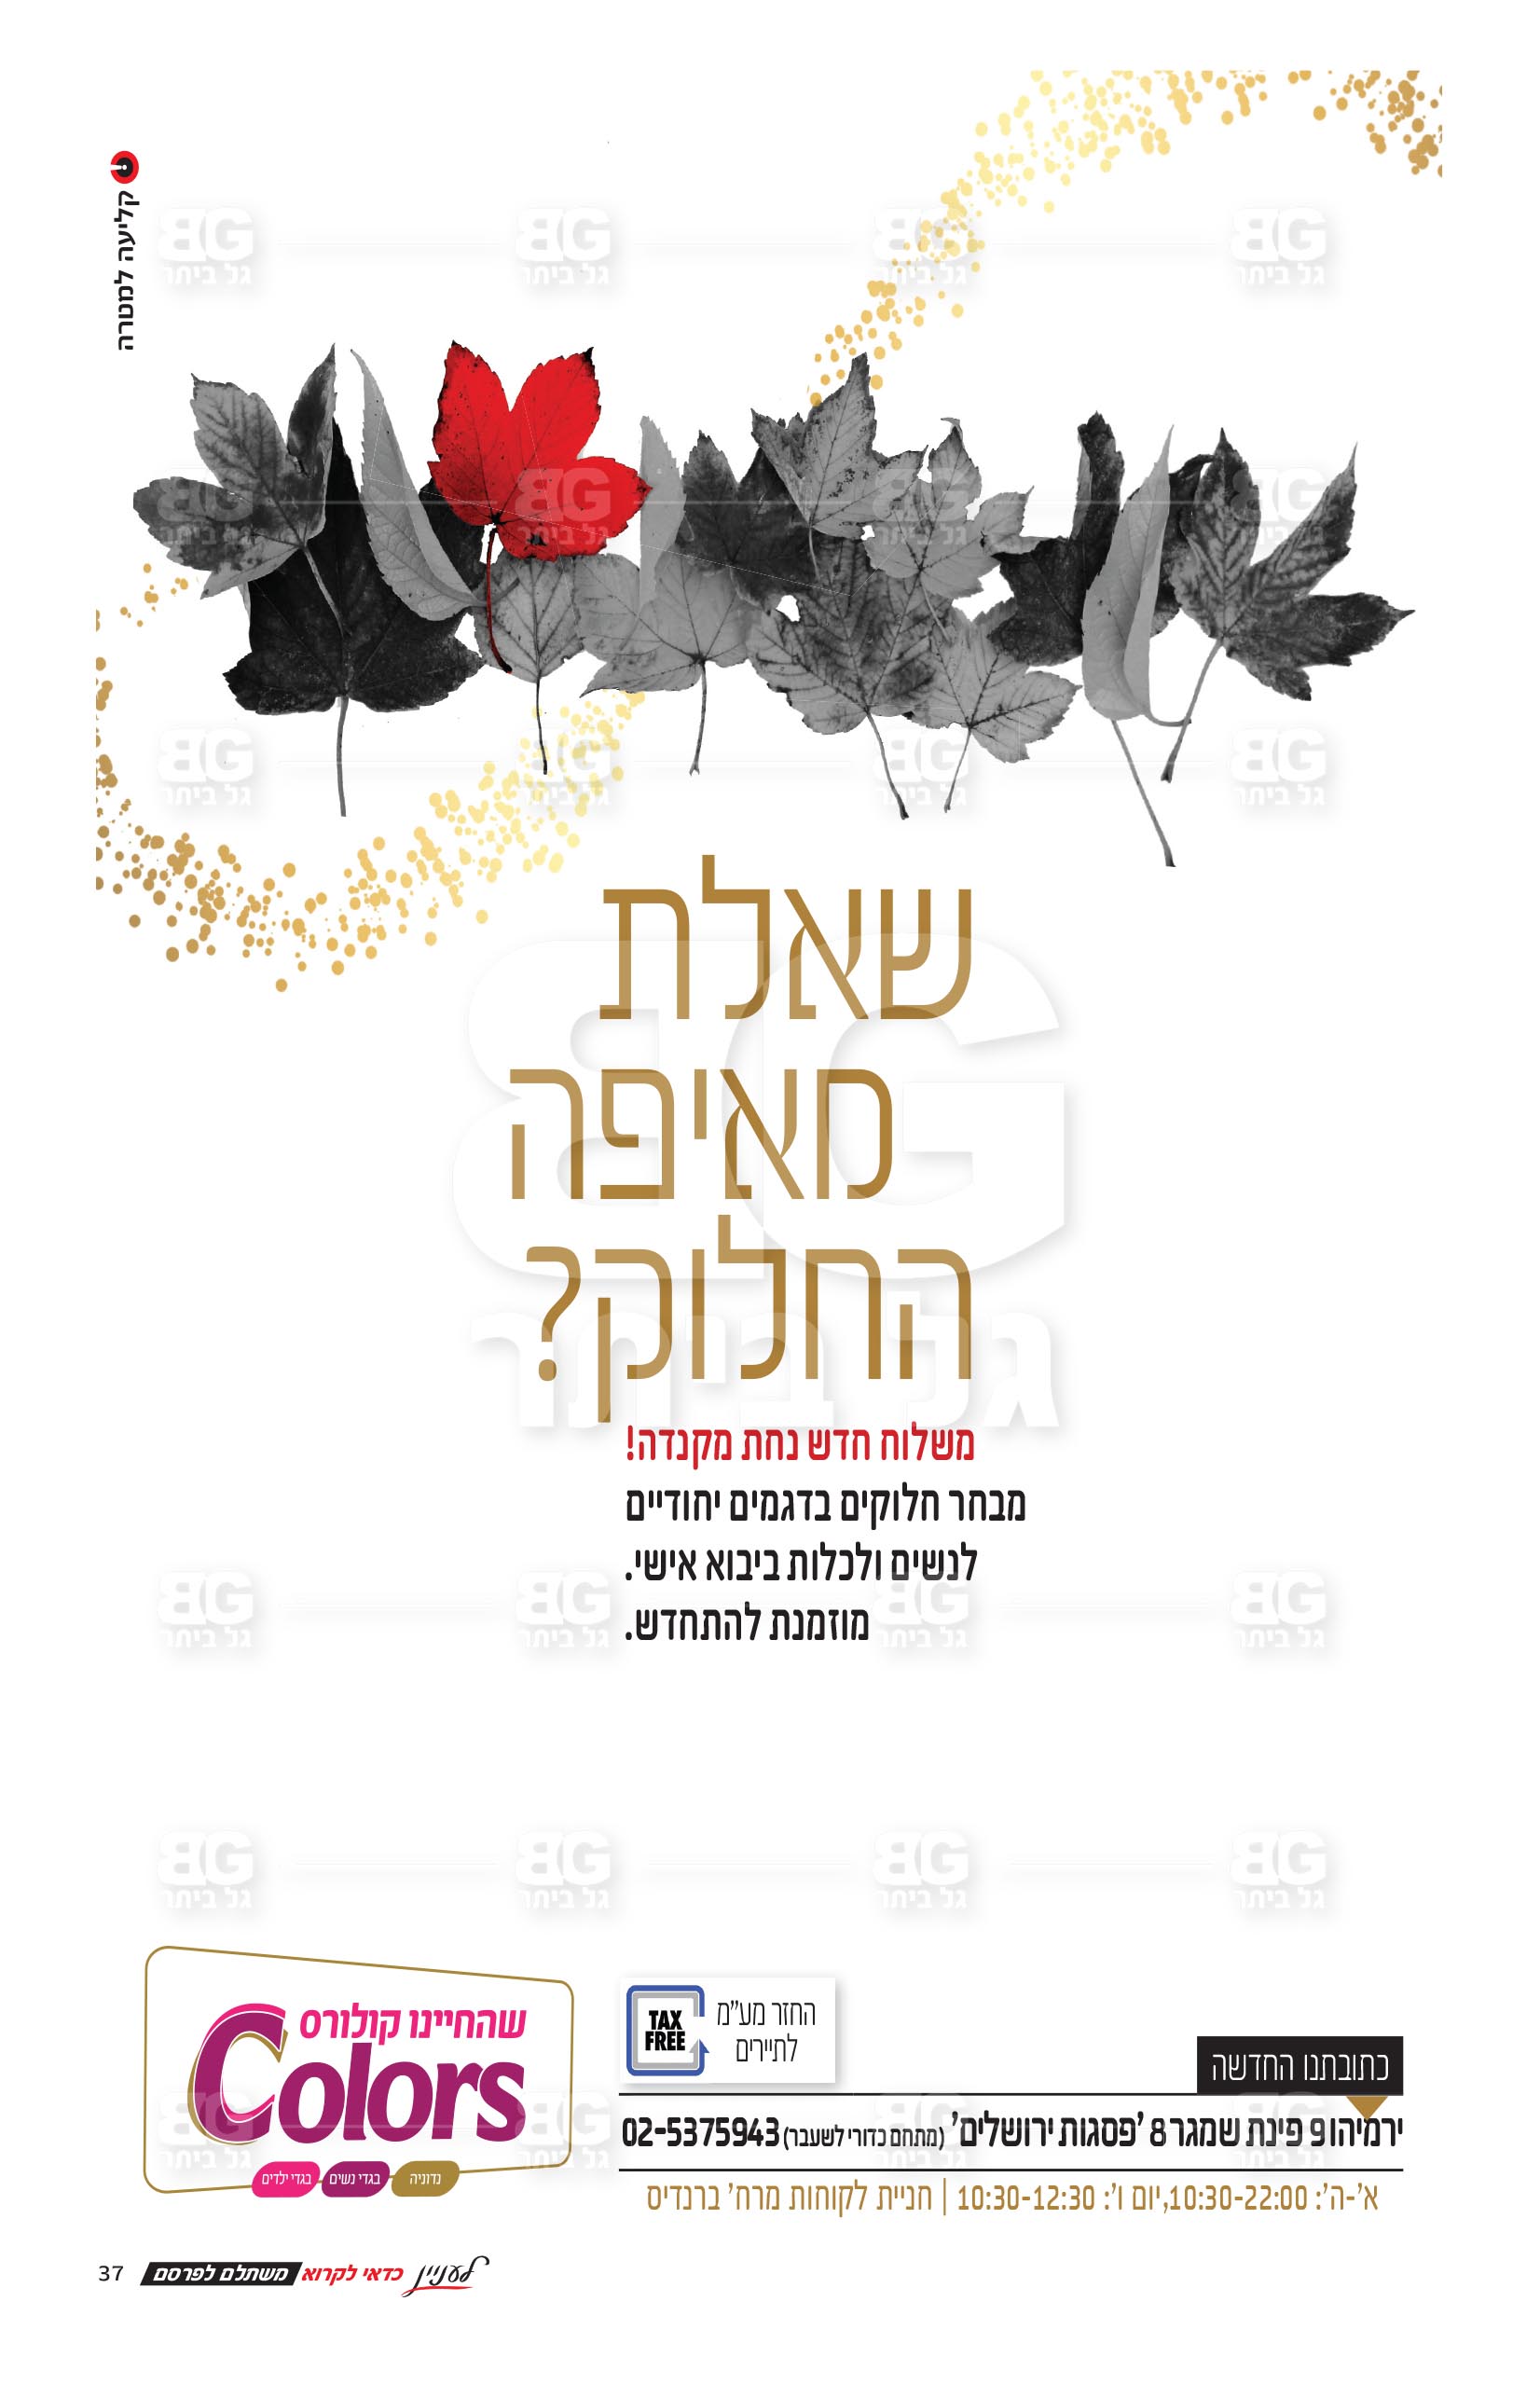 קליעה למטרה
שאלת
מאיפה
החלוק?
משלוח חדש נחת מקנדה!
מבחר חלוקים בדגמים יחודיים
לנשים ולכלות ביבוא אישי.
מוזמנת להתחדש.
שהחיינו קולורס
Colors
נדוניה
בגדי נשים
בגדי ילדים
TAX
FREE
החזר מע"מ
לתיירים
כתובתנו החדשה
ירמיהו 9 פינת שמגר 8 'פסגות ירושלים' (מתחם כדורי לשעבר) 02-5375943
א'-ה': 10:30-22:00, יום ו': 10:30-12:30 | חניית לקוחות מרח' ברנדיס
לעניין כדאי לקרוא משתלם לפרסם 37
BG
גל ביתר